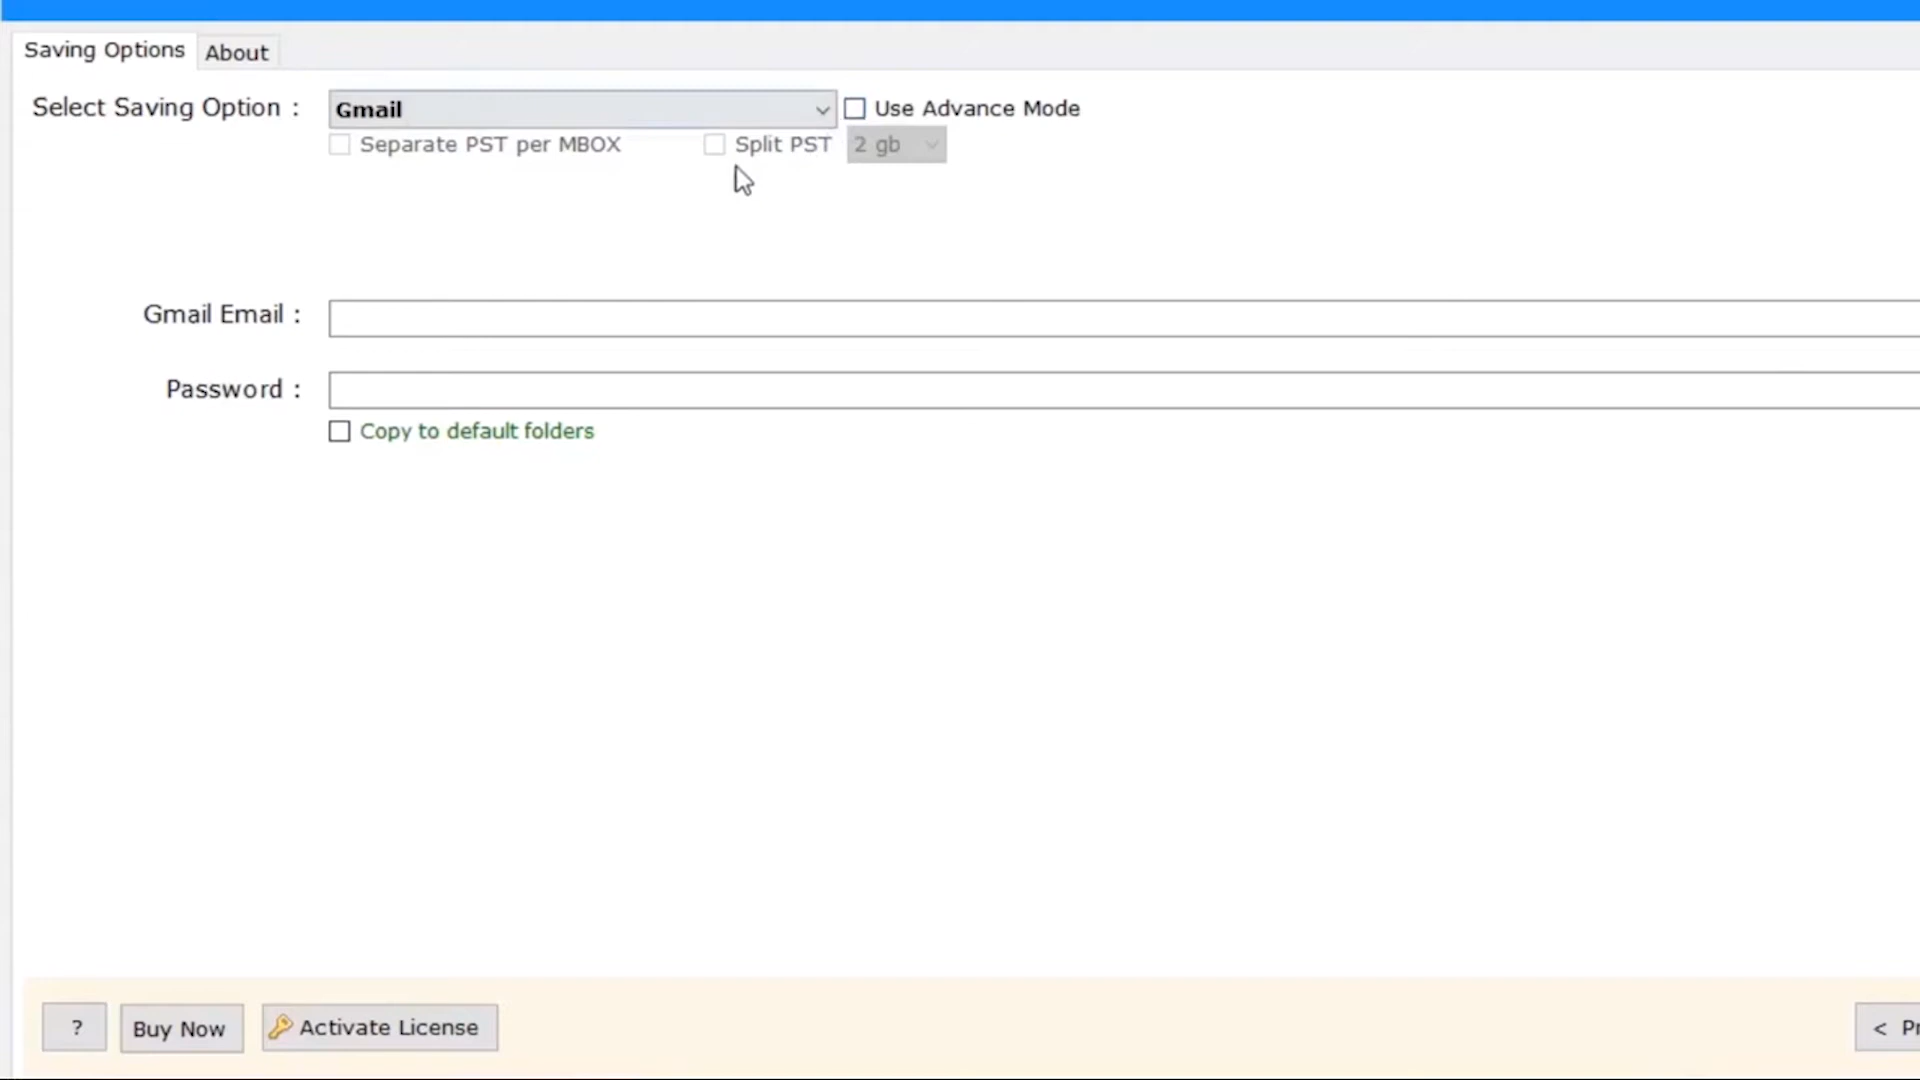 Saving Options About
Select Saving Option : Gmail Use Advance Mode
Separate PST per MBOX Split PST 2 gb
Gmail Email :
Password :
Copy to default folders
? Buy Now Activate License <